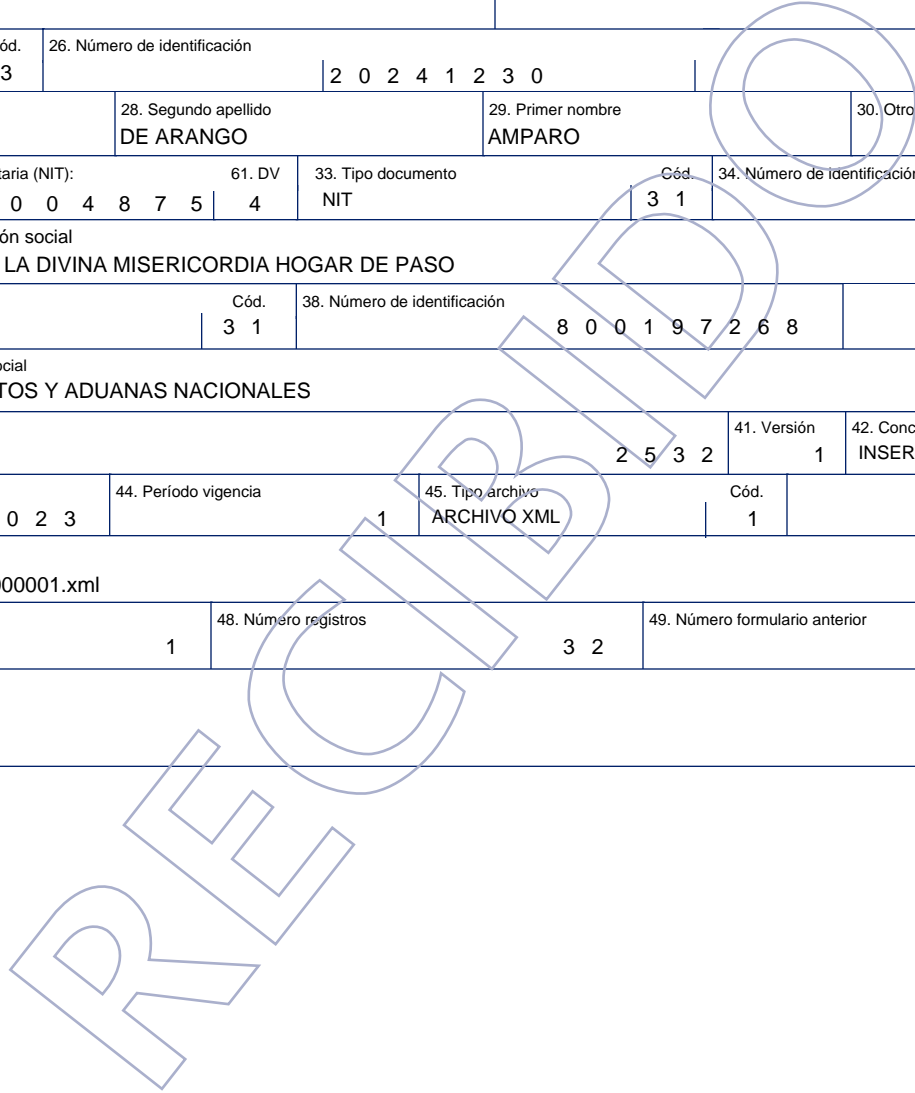 ód. 26. Número de identificación
3 2 0 2 4 1 2 3 0
28. Segundo apellido 29. Primer nombre 30. Otro
DE ARANGO AMPARO
taria (NIT): 61. DV 33. Tipo documento Cód. 34. Número de identificación
0 0 4 8 7 5 4 NIT 3 1
ón social
LA DIVINA MISERICORDIA HOGAR DE PASO
Cód. 38. Número de identificación
3 1 8 0 0 1 9 7 2 6 8
ocial
TOS Y ADUANAS NACIONALES
41. Versión 42. Conc
2 5 3 2 1 INSER
44. Período vigencia 45. Tipo archivo Cód.
0 2 3 1 ARCHIVO XML 1
000001.xml
48. Número registros 49. Número formulario anterior
1 3 2
RECIBIDO